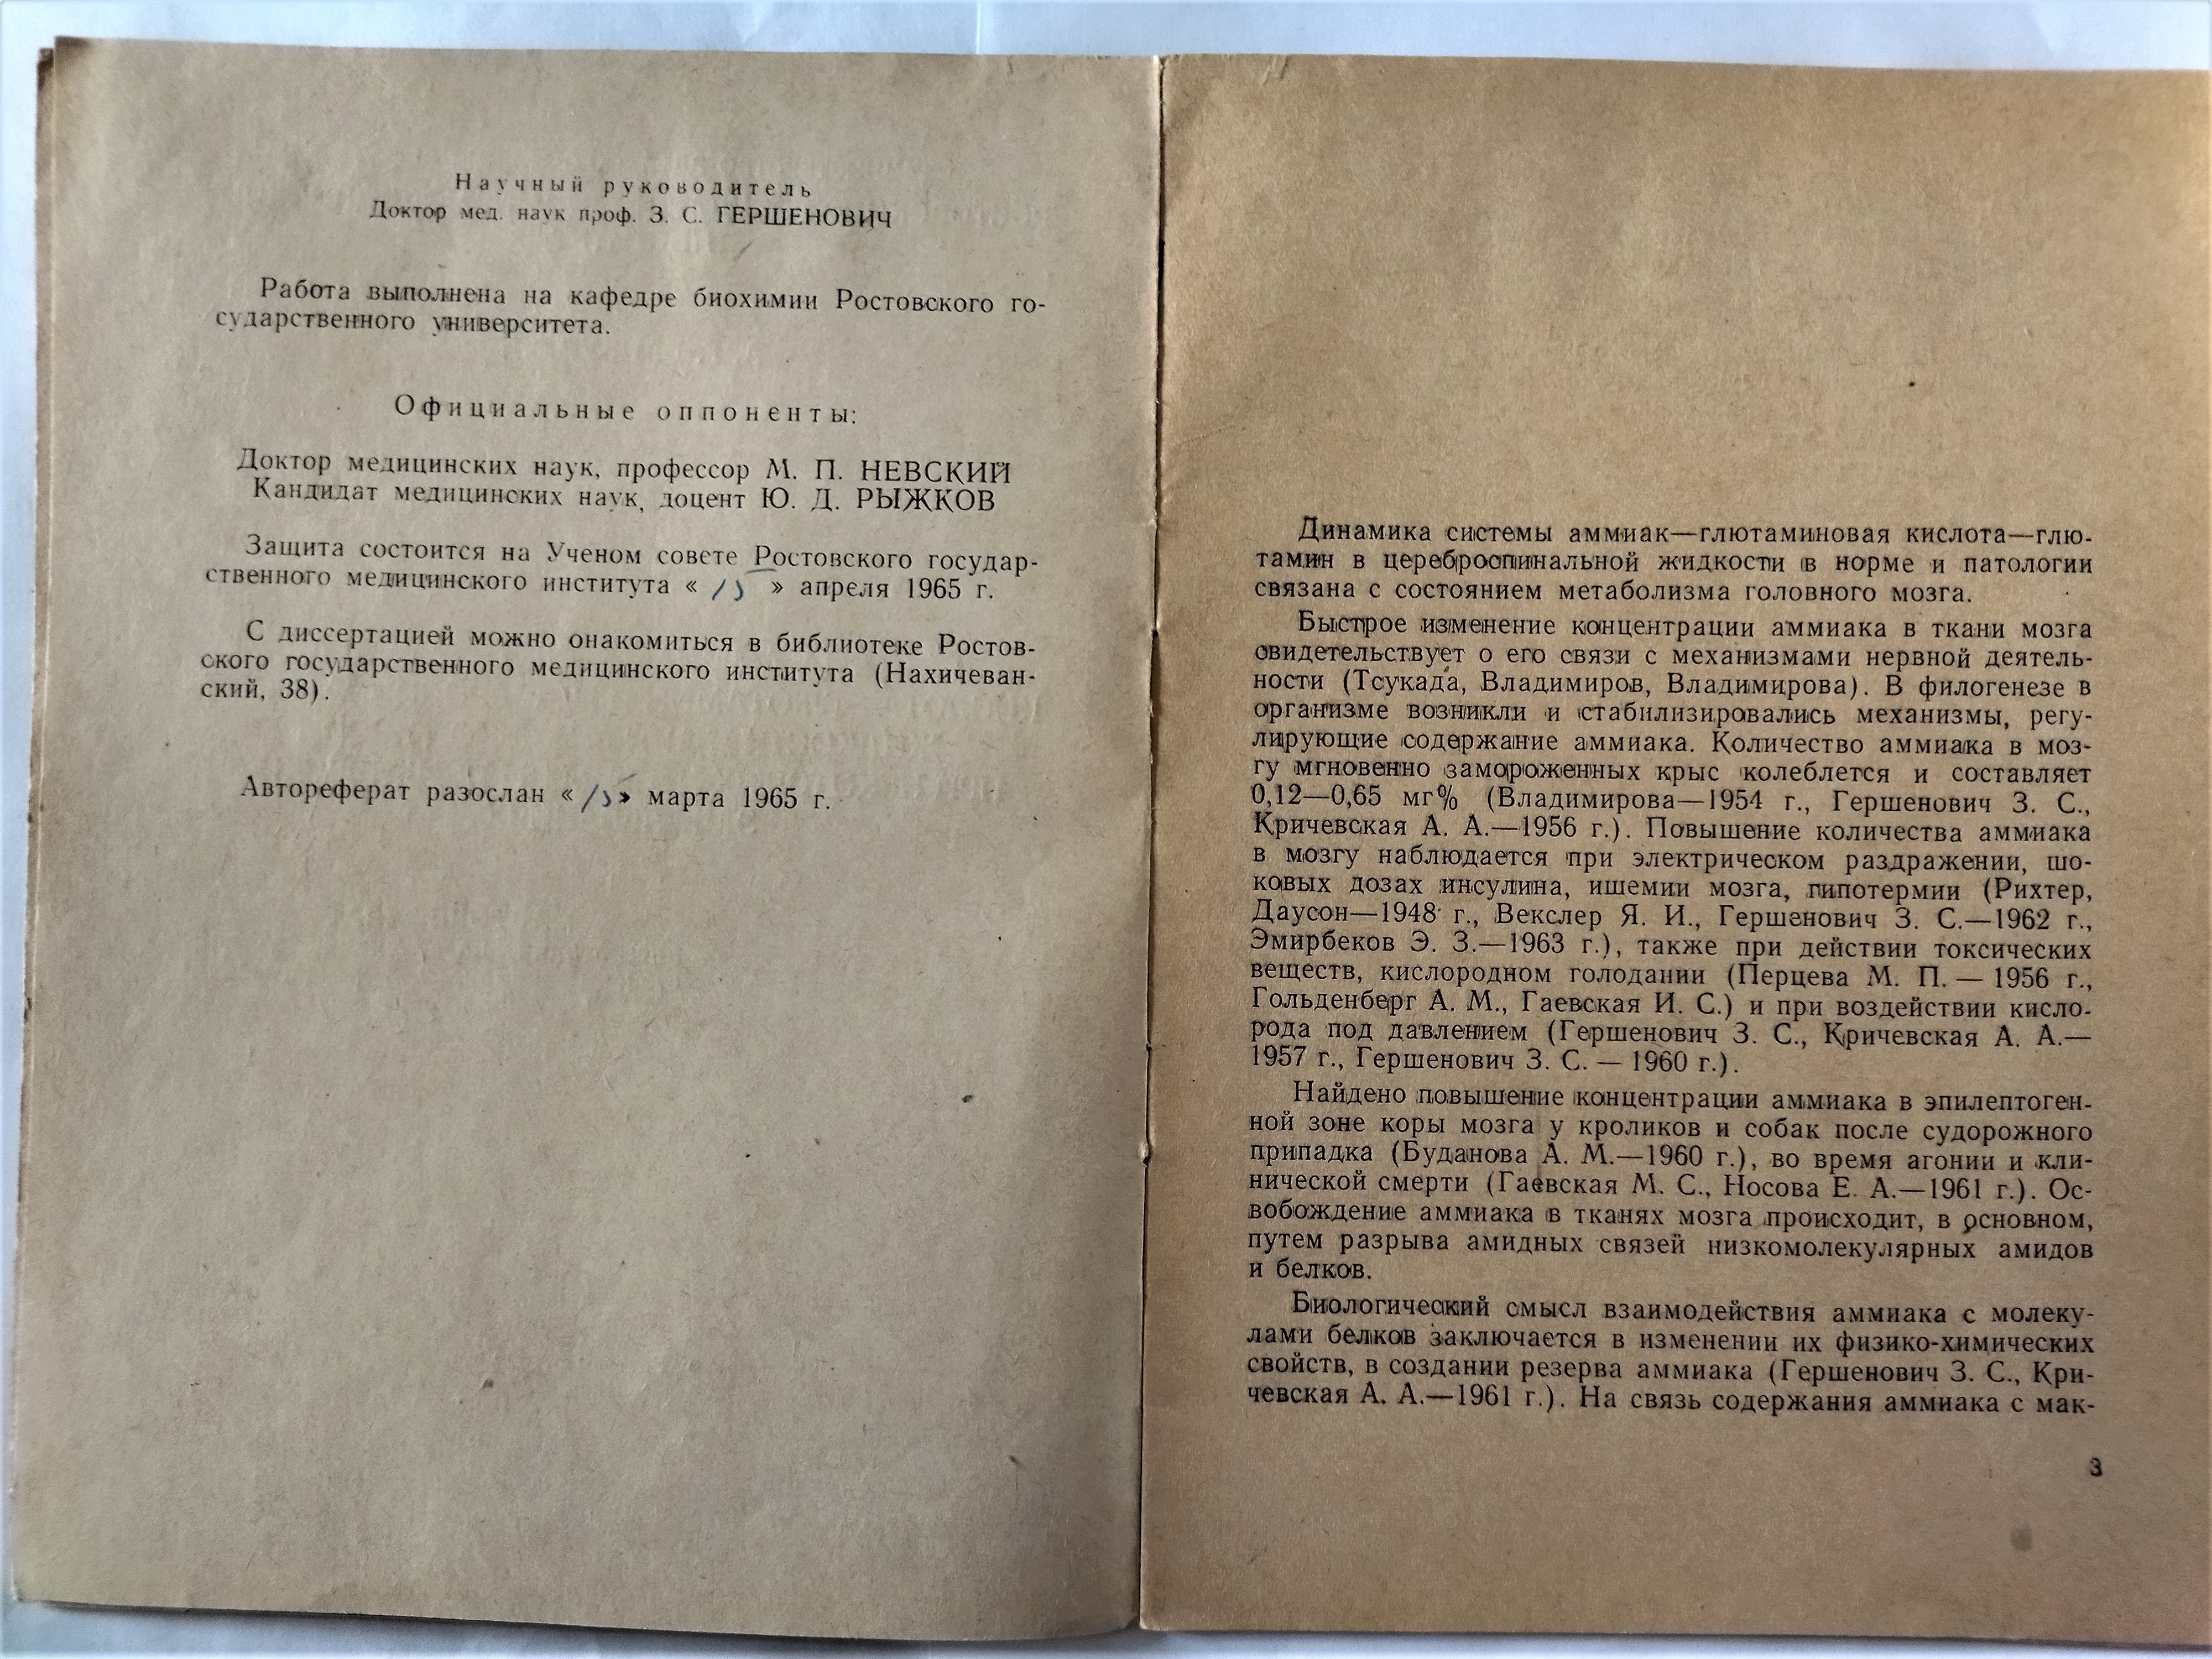 Научный руководитель
Доктор мед. наук проф. З. С. ГЕРШЕНОВИЧ
Работа выполнена на кафедре биохимии Ростовского го-
сударственного университета.
Официальные оппоненты:
Доктор медицинских наук, профессор М. П. НЕВСКИЙ
Кандидат медицинских наук, доцент Ю. Д. РЫЖКОВ
Защита состоится на Ученом совете Ростовского государ-
ственного медицинского института « » апреля 1965 г.
С диссертацией можно ознакомиться в библиотеке Ростов-
ского государственного медицинского института (Нахичеван-
ский, 38).
Автореферат разослан « » марта 1965 г.
Динамика системы аммиак—глютаминовая кислота—глю-
тамин в цереброспинальной жидкости в норме и патологии
связана с состоянием метаболизма головного мозга.
Быстрое изменение концентрации аммиака в ткани мозга
свидетельствует о его связи с механизмами нервной деятель-
ности (Тсукада, Владимиров, Владимирова). В филогенезе в
организме возникли и стабилизировались механизмы, регу-
лирующие содержание аммиака. Количество аммиака в моз-
гу мгновенно замороженных крыс колеблется и составляет
0,12—0,65 мг% (Владимирова—1954 г., Гершенович З. С.,
Кричевская А. А.—1956 г.). Повышение количества аммиака
в мозгу наблюдается при электрическом раздражении, шо-
ковых дозах инсулина, ишемии мозга, гипотермии (Рихтер,
Даусон—1948 г., Векслер Я. И., Гершенович З. С.—1962 г.,
Эмирбеков Э. З.—1963 г.), также при действии токсических
веществ, кислородном голодании (Перцева М. П. — 1956 г.,
Гольденберг А. М., Гаевская И. С.) и при воздействии кисло-
рода под давлением (Гершенович З. С., Кричевская А. А.—
1957 г., Гершенович З. С. — 1960 г.).
Найдено повышение концентрации аммиака в эпилептоген-
ной зоне коры мозга у кроликов и собак после судорожного
припадка (Буданова А. М.—1960 г.), во время агонии и кли-
нической смерти (Гаевская М. С., Носова Е. А.—1961 г.). Ос-
вобождение аммиака в тканях мозга происходит, в основном,
путем разрыва амидных связей низкомолекулярных амидов
и белков.
Биологический смысл взаимодействия аммиака с молеку-
лами белков заключается в изменении их физико-химических
свойств, в создании резерва аммиака (Гершенович З. С., Кри-
чевская А. А.—1961 г.). На связь содержания аммиака с мак-
3